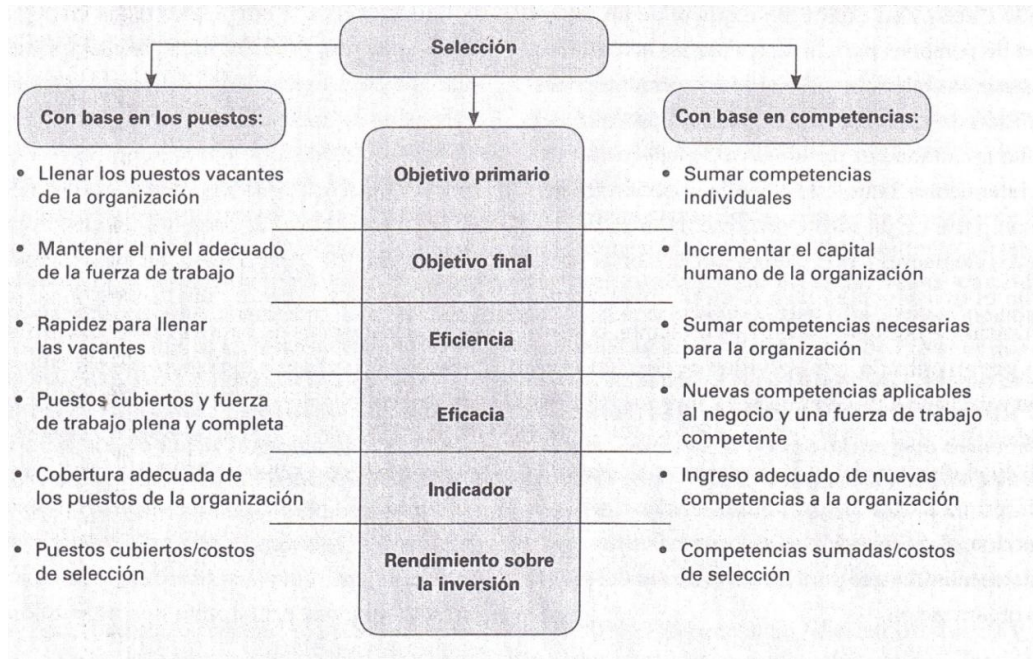 Selección
Con base en los puestos:
Con base en competencias:
Objetivo primario
• Llenar los puestos vacantes
de la organización
• Sumar competencias
individuales
• Mantener el nivel adecuado
de la fuerza de trabajo
Objetivo final
• Incrementar el capital
humano de la organización
• Rapidez para llenar
las vacantes
Eficiencia
• Sumar competencias necesarias
para la organización
• Puestos cubiertos y fuerza
de trabajo plena y completa
Eficacia
• Nuevas competencias aplicables
al negocio y una fuerza de trabajo
competente
• Cobertura adecuada de
los puestos de la organización
Indicador
• Ingreso adecuado de nuevas
competencias a la organización
• Puestos cubiertos/costos
de selección
Rendimiento sobre
la inversión
• Competencias sumadas/costos
de selección